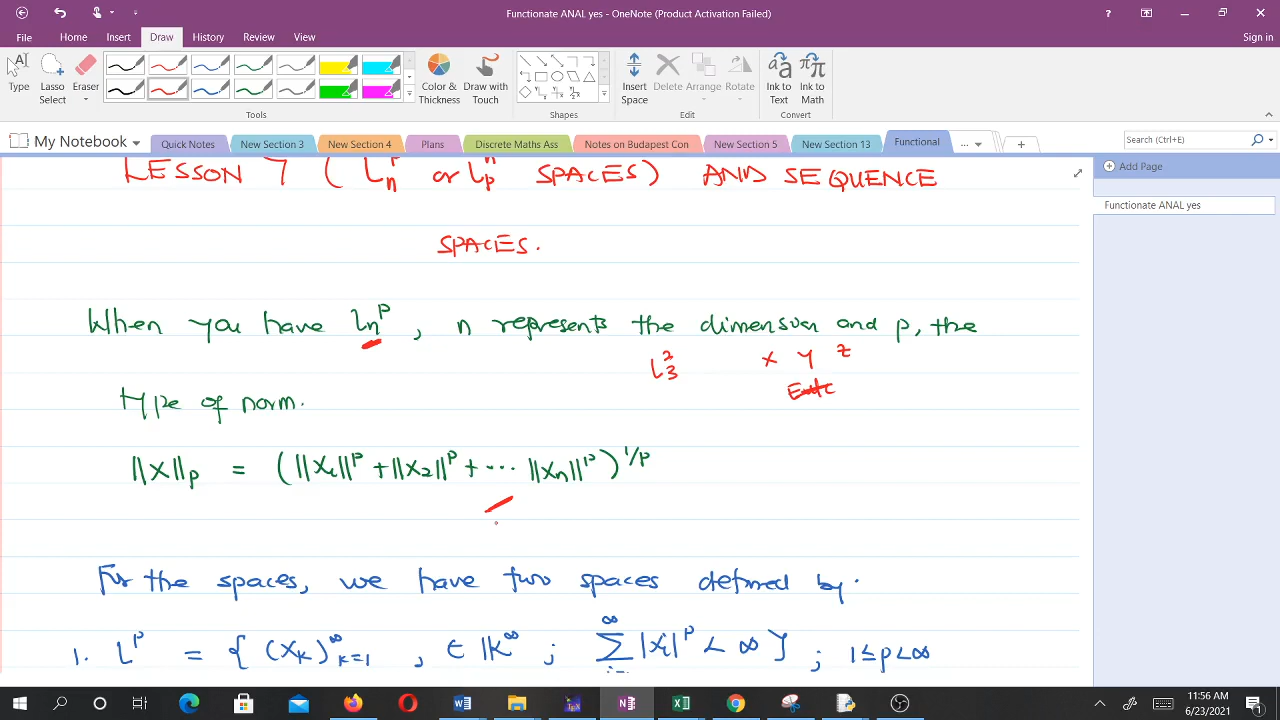 Functionate ANAL yes - OneNote (Product Activation Failed)
?
Sign in
File Home Insert Draw History Review View
Type Lasso Select Eraser
Color & Thickness Draw with Touch
Insert Space Delete Arrange Rotate
Ink to Text Ink to Math
Tools Shapes Edit Convert
My Notebook Quick Notes New Section 3 New Section 4 Plans Discrete Maths Ass Notes on Budapest Con New Section 5 New Section 13 Functional ... +
Search (Ctrl+E)
Add Page
Functionate ANAL yes
LESSON 7 ( Lₙᵖ or Lₚⁿ SPACES) AND SEQUENCE
SPACES.
When you have lₙᵖ , n represents the dimension and p, the
L₃² x y z
type of norm.
||X||ₚ = (||X₁||ᵖ + ||X₂||ᵖ + ... ||Xₙ||ᵖ)^1/p
For the spaces, we have two spaces defined by.
1. Lᵖ = { (Xₖ)^∞ₖ₌₁ , ∈ K^∞ ; ∑^∞ |Xᵢ|ᵖ < ∞ } ; 1≤p<∞
11:56 AM
6/23/2021